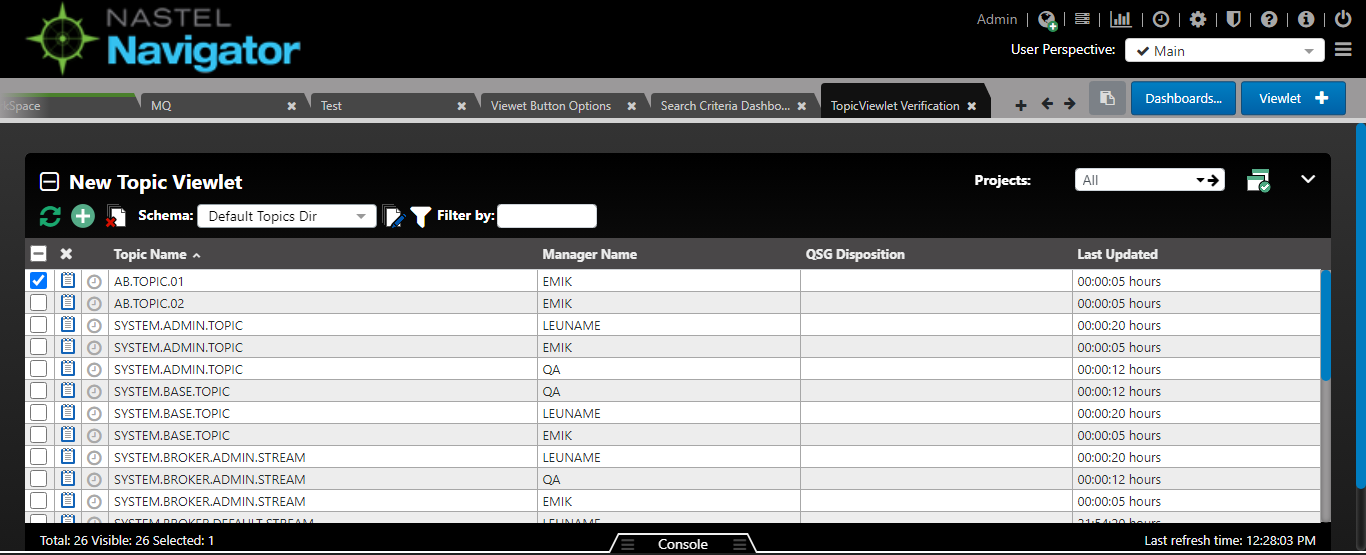 NASTEL
Navigator
Admin
User Perspective: Main
kSpace MQ Test Viewet Button Options Search Criteria Dashbo... TopicViewlet Verification Dashboards... Viewlet
New Topic Viewlet Projects: All
Schema: Default Topics Dir Filter by:
Topic Name Manager Name QSG Disposition Last Updated
AB.TOPIC.01 EMIK 00:00:05 hours
AB.TOPIC.02 EMIK 00:00:05 hours
SYSTEM.ADMIN.TOPIC LEUNAME 00:00:20 hours
SYSTEM.ADMIN.TOPIC EMIK 00:00:05 hours
SYSTEM.ADMIN.TOPIC QA 00:00:12 hours
SYSTEM.BASE.TOPIC QA 00:00:12 hours
SYSTEM.BASE.TOPIC LEUNAME 00:00:20 hours
SYSTEM.BASE.TOPIC EMIK 00:00:05 hours
SYSTEM.BROKER.ADMIN.STREAM LEUNAME 00:00:20 hours
SYSTEM.BROKER.ADMIN.STREAM QA 00:00:12 hours
SYSTEM.BROKER.ADMIN.STREAM EMIK 00:00:05 hours
SYSTEM.BROKER.DEFAULT.STREAM LEUNAME 21:54:20 hours
Total: 26 Visible: 26 Selected: 1 Console Last refresh time: 12:28:03 PM